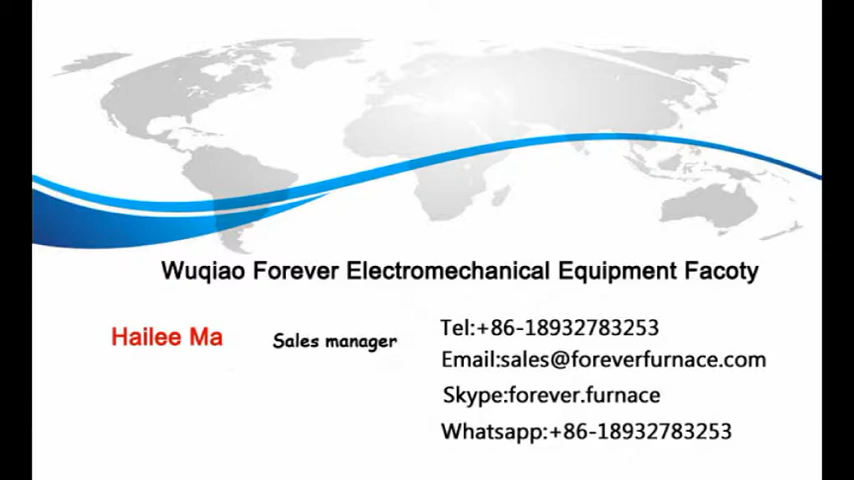 Wuqiao Forever Electromechanical Equipment Facoty
Hailee Ma
Sales manager
Tel:+86-18932783253
Email:sales@foreverfurnace.com
Skype:forever.furnace
Whatsapp:+86-18932783253